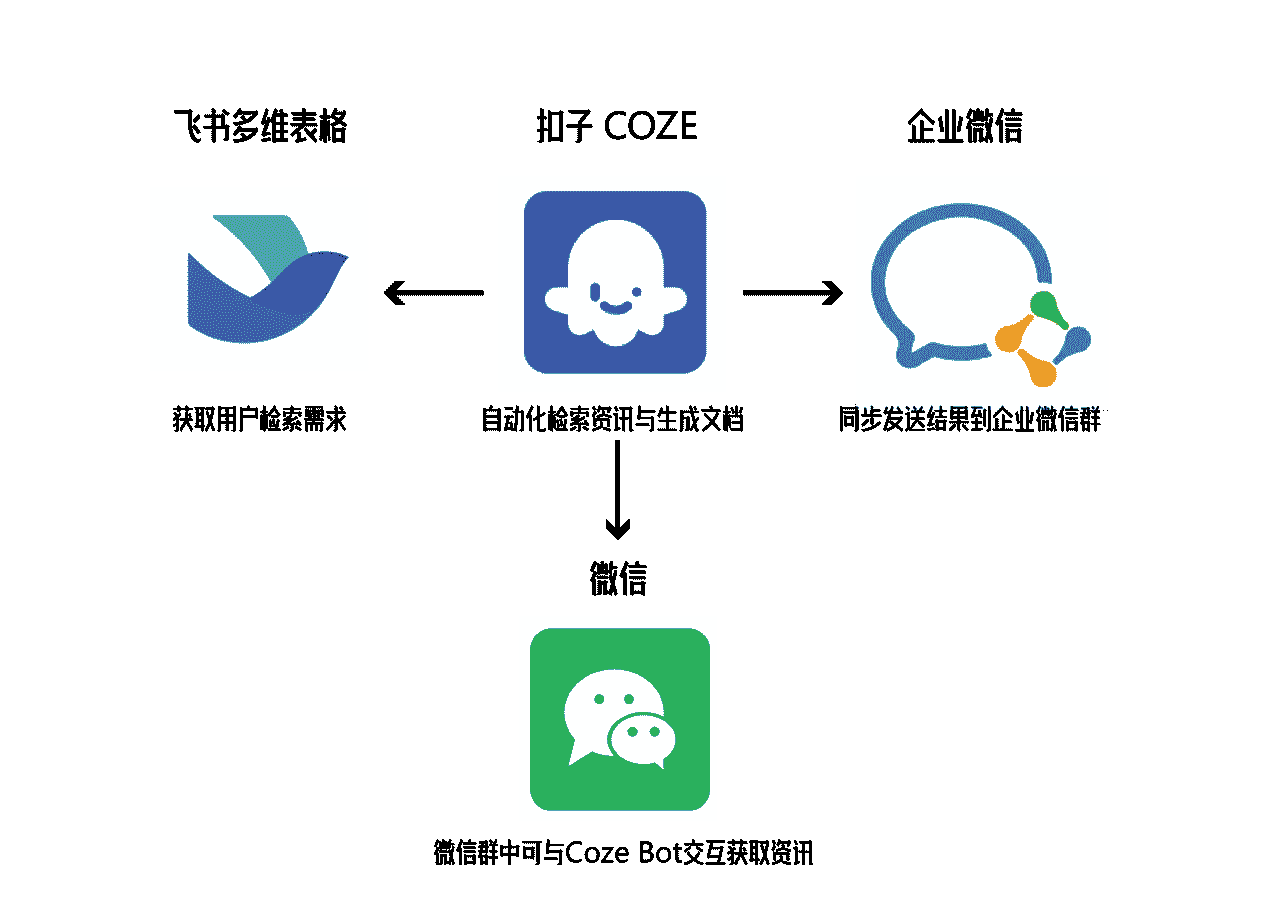 飞书多维表格
扣子 COZE
企业微信
获取用户检索需求
自动化检索资讯与生成文档
同步发送结果到企业微信群
微信
微信群中可与Coze Bot交互获取资讯